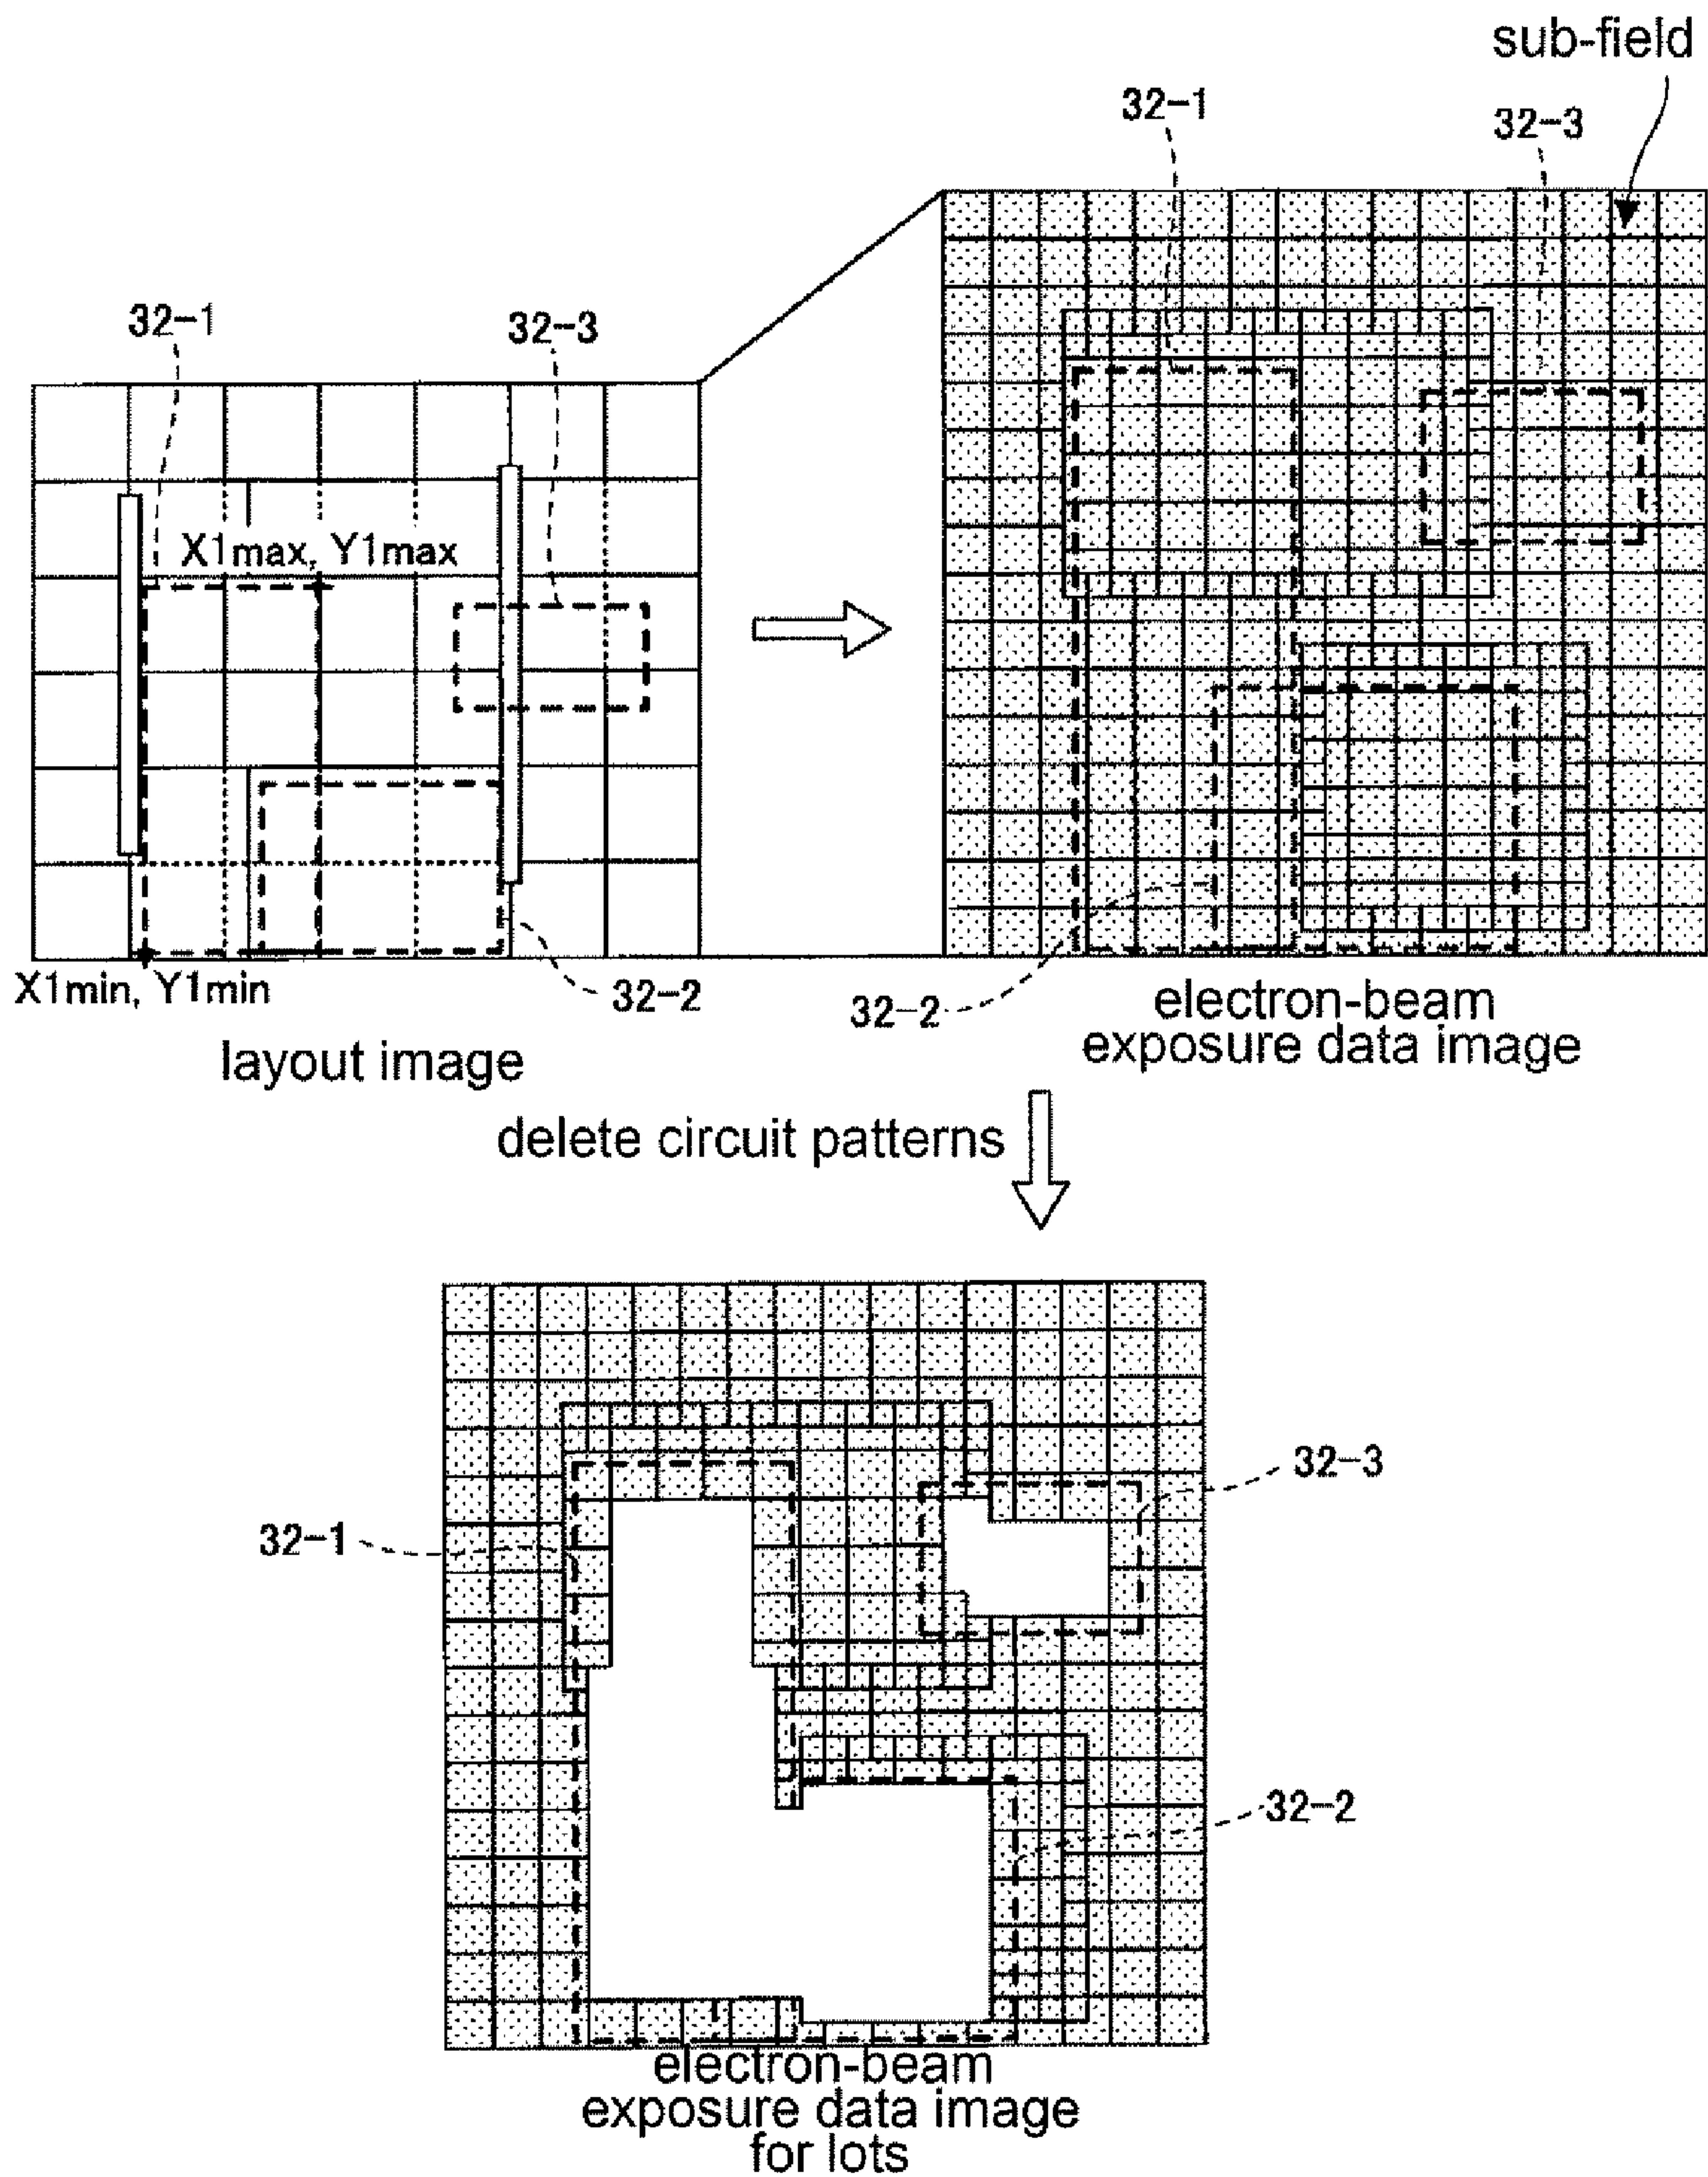 sub-field
32-1
32-3
32-1
32-3
X1max, Y1max
X1min, Y1min
32-2
32-2
layout image
electron-beam
exposure data image
delete circuit patterns
32-3
32-1
32-2
electron-beam
exposure data image
for lots